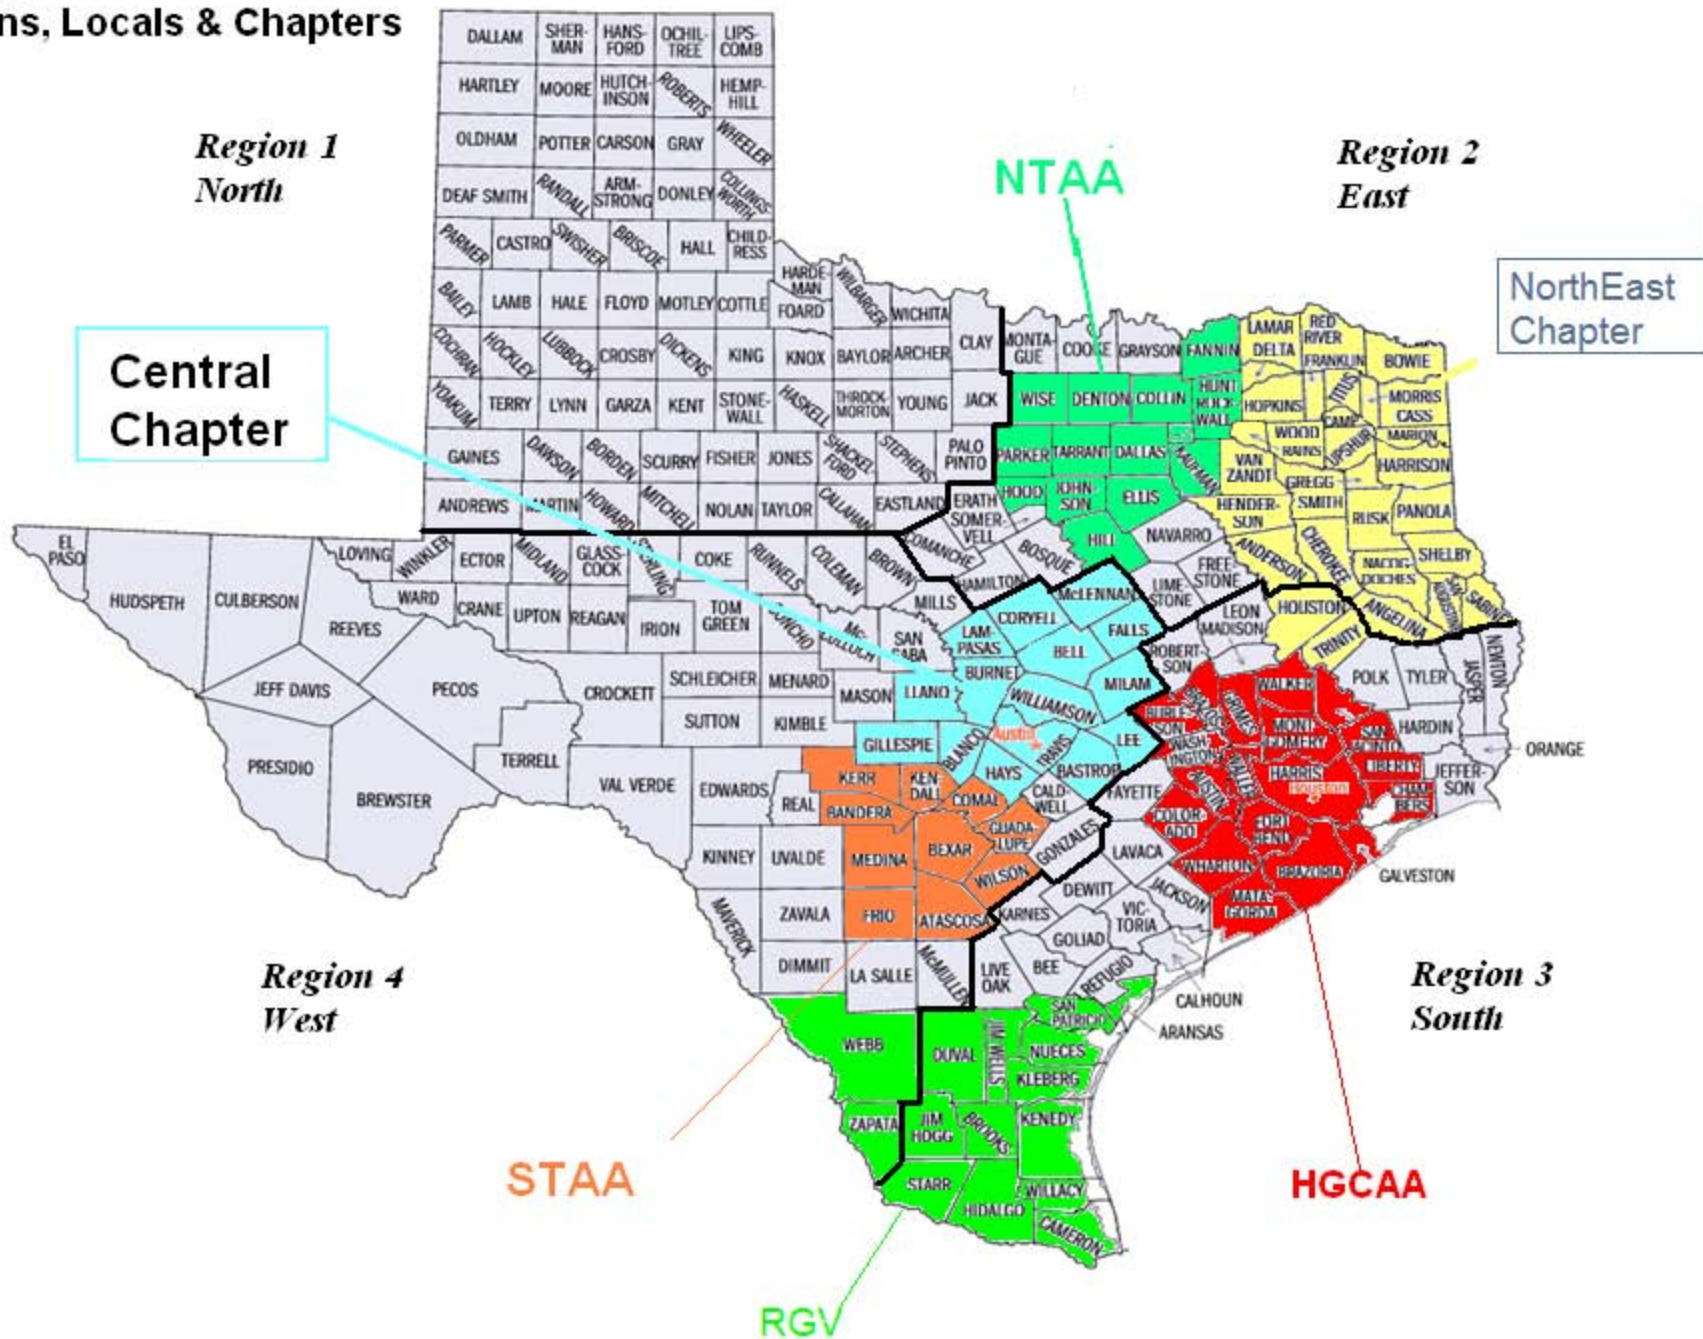 ns, Locals & Chapters
Region 1
North
NTAA
Region 2
East
NorthEast
Chapter
Central
Chapter
DALLAM
SHER-
MAN
HANS-
FORD
OCHIL-
TREE
LIPS-
COMB
HARTLEY
MOORE
HUTCH-
INSON
ROBERTS
HEMP-
HILL
OLDHAM
POTTER
CARSON
GRAY
WHEELER
DEAF SMITH
RANDALL
ARM-
STRONG
DONLEY
COLLINGS-
WORTH
PARMER
CASTRO
SWISHER
BRISCOE
HALL
CHILD-
RESS
BAILEY
LAMB
HALE
FLOYD
MOTLEY
COTTLE
HARDE-
MAN
FOARD
WILBARGER
WICHITA
CLAY
COCHRAN
HOCKLEY
LUBBOCK
CROSBY
DICKENS
KING
KNOX
BAYLOR
ARCHER
MONTA-
GUE
COOKE
GRAYSON
FANNIN
LAMAR
DELTA
RED
RIVER
FRANKLIN
BOWIE
YOAKUM
TERRY
LYNN
GARZA
KENT
STONE-
WALL
HASKELL
THROCK-
MORTON
YOUNG
JACK
WISE
DENTON
COLLIN
HUNT
ROCK-
WALL
HOPKINS
TITUS
MORRIS
CASS
GAINES
DAWSON
BORDEN
SCURRY
FISHER
JONES
SHACKEL-
FORD
STEPHENS
PALO
PINTO
PARKER
TARRANT
DALLAS
KAUFMAN
VAN
ZANDT
WOOD
RAINS
CAMP
UPSHUR
MARION
HARRISON
ANDREWS
MARTIN
HOWARD
MITCHELL
NOLAN
TAYLOR
CALLAHAN
EASTLAND
ERATH
SOMER-
VELL
HOOD
JOHN-
SON
ELLIS
HENDER-
SON
GREGG
SMITH
RUSK
PANOLA
EL
PASO
HUDSPETH
CULBERSON
LOVING
WINKLER
ECTOR
MIDLAND
GLASS-
COCK
STERLING
COKE
RUNNELS
COLEMAN
BROWN
COMANCHE
HAMILTON
BOSQUE
HILL
NAVARRO
FREE-
STONE
LIME-
STONE
ANDERSON
CHEROKEE
NACOG-
DOCHES
SHELBY
SAN
AUGUSTINE
SABINE
REEVES
WARD
CRANE
UPTON
REAGAN
IRION
TOM
GREEN
CONCHO
Mc-
CULLOCH
SAN
SABA
MILLS
LAM-
PASAS
CORYELL
McLENNAN
FALLS
BELL
ROBERT-
SON
LEON
MADISON
HOUSTON
TRINITY
ANGELINA
POLK
TYLER
JASPER
NEWTON
JEFF DAVIS
PECOS
CROCKETT
SCHLEICHER
MENARD
MASON
LLANO
BURNET
WILLIAMSON
MILAM
BURLE-
SON
BRAZOS
GRIMES
WALKER
SAN
JACINTO
HARDIN
ORANGE
PRESIDIO
BREWSTER
TERRELL
VAL VERDE
SUTTON
KIMBLE
GILLESPIE
BLANCO
Austin
TRAVIS
HAYS
BASTROP
LEE
WASH-
INGTON
WALLER
MONT-
GOMERY
LIBERTY
JEFFER-
SON
CHAM-
BERS
HARRIS
Houston
EDWARDS
REAL
KERR
KEN-
DALL
BANDERA
COMAL
CALD-
WELL
FAYETTE
AUSTIN
COLOR-
ADO
FORT
BEND
KINNEY
UVALDE
MEDINA
BEXAR
GUADA-
LUPE
GONZALES
LAVACA
WHARTON
BRAZORIA
GALVESTON
MAVERICK
ZAVALA
FRIO
ATASCOSA
WILSON
KARNES
DEWITT
JACKSON
MATA-
GORDA
DIMMIT
LA SALLE
McMULLEN
LIVE
OAK
BEE
GOLIAD
VIC-
TORIA
REFUGIO
CALHOUN
ARANSAS
Region 4
West
Region 3
South
WEBB
DUVAL
JIM WELLS
SAN
PATRICIO
NUECES
KLEBERG
ZAPATA
JIM
HOGG
BROOKS
KENEDY
STARR
HIDALGO
WILLACY
CAMERON
STAA
HGCAA
RGV